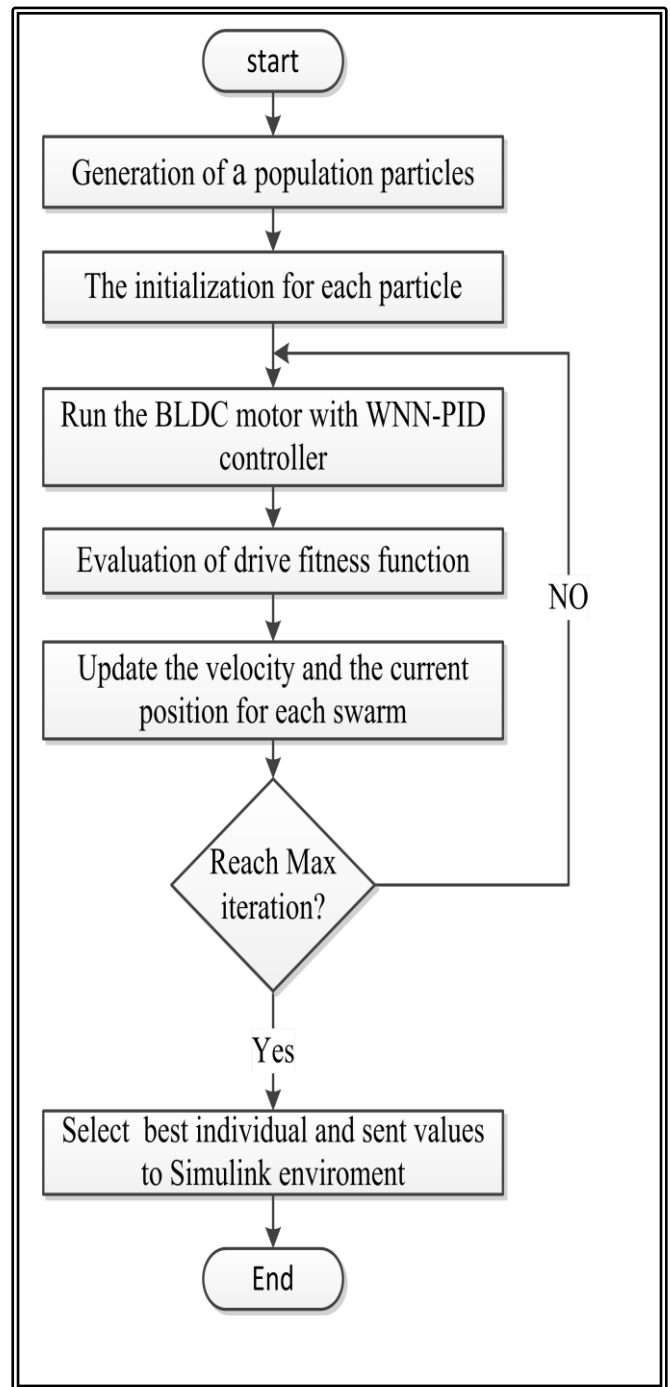 start
Generation of a population particles
The initialization for each particle
Run the BLDC motor with WNN-PID
controller
Evaluation of drive fitness function
NO
Update the velocity and the current
position for each swarm
Reach Max
iteration?
Yes
Select best individual and sent values
to Simulink enviroment
End